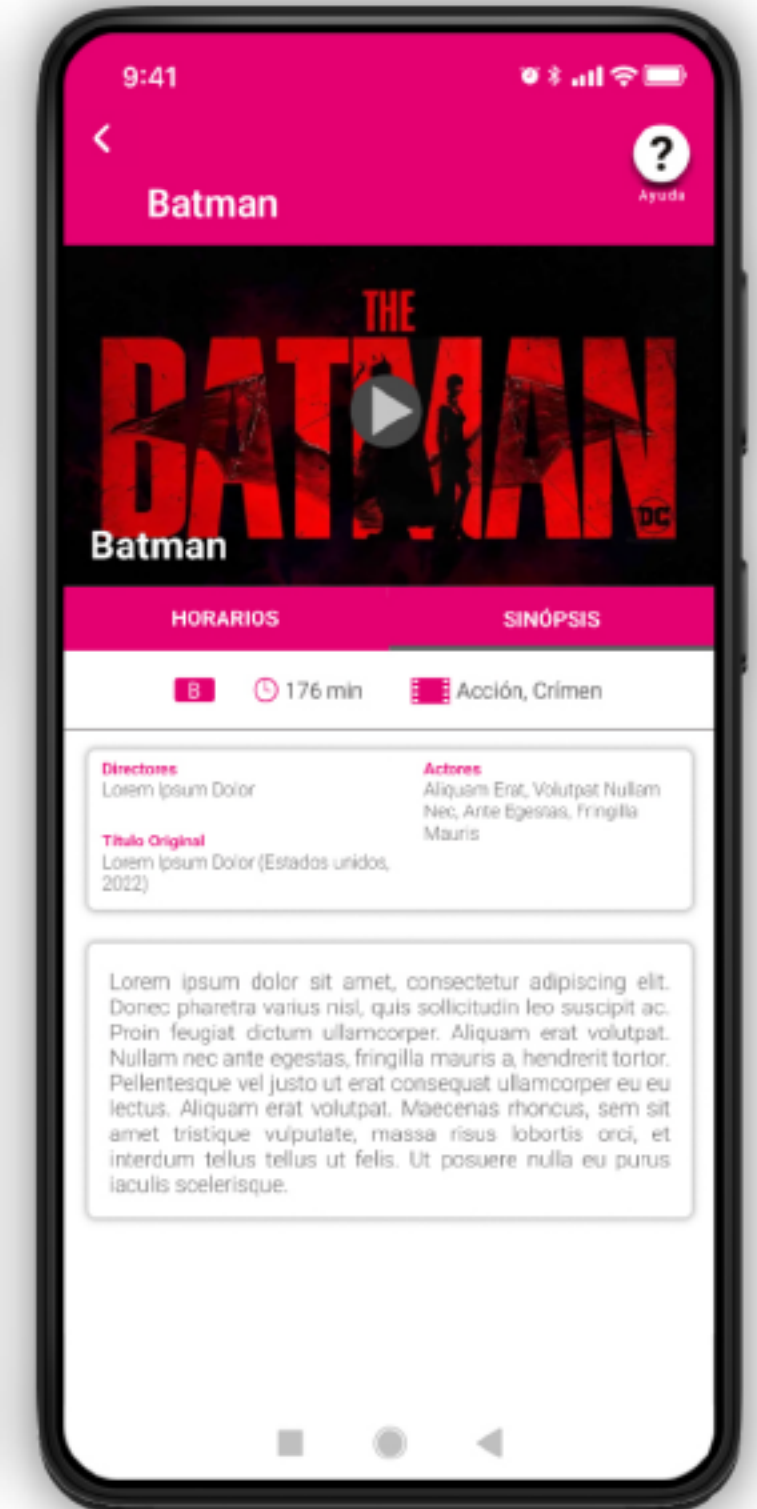 9:41
Ayuda
Batman
THE
BATMAN
DC
Batman
HORARIOS
SINÓPSIS
B
176 min
Acción, Crímen
Directores
Lorem Ipsum Dolor
Título Original
Lorem Ipsum Dolor (Estados unidos,
2022)
Actores
Aliquam Erat, Volutpat Nullam
Nec, Ante Egestas, Fringilla
Mauris
Lorem ipsum dolor sit amet, consectetur adipiscing elit.
Donec pharetra varius nisl, quis sollicitudin leo suscipit ac.
Proin feugiat dictum ullamcorper. Aliquam erat volutpat.
Nullam nec ante egestas, fringilla mauris a, hendrerit tortor.
Pellentesque vel justo ut erat consequat ullamcorper eu eu
lectus. Aliquam erat volutpat. Maecenas rhoncus, sem sit
amet tristique vulputate, massa risus lobortis orci, et
interdum tellus tellus ut felis. Ut posuere nulla eu purus
iaculis scelerisque.